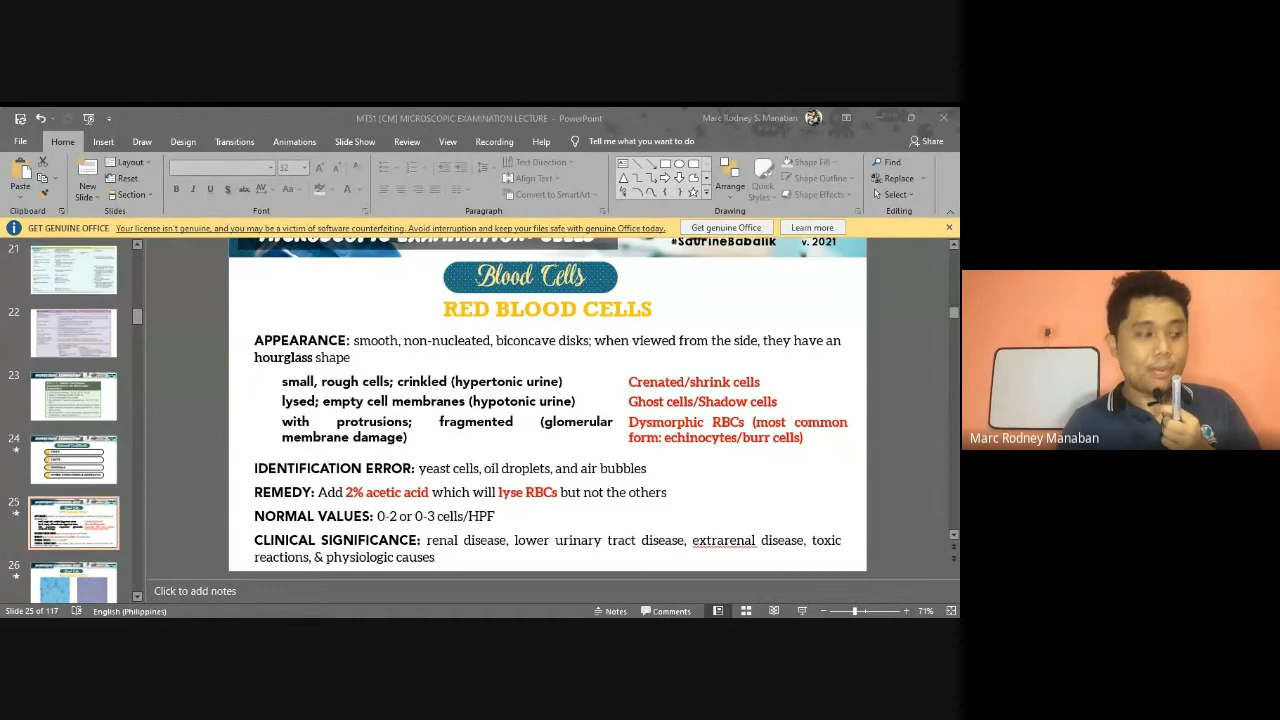 MT51 [CM] MICROSCOPIC EXAMINATION LECTURE - PowerPoint
Marc Rodney S. Manaban
File Home Insert Draw Design Transitions Animations Slide Show Review View Recording Help Tell me what you want to do Share
Paste
New Slide
Layout
Reset
Section
32
B I U S abc AV Aa A
Text Direction
Align Text
Convert to SmartArt
Arrange
Quick Styles
Shape Fill
Shape Outline
Shape Effects
Find
Replace
Select
Clipboard Slides Font Paragraph Drawing Editing
GET GENUINE OFFICE Your license isn't genuine, and you may be a victim of software counterfeiting. Avoid interruption and keep your files safe with genuine Office today. Get genuine Office Learn more
21
22
23
24
25
26
#SaUrineBabalik v. 2021
Blood Cells
RED BLOOD CELLS
APPEARANCE: smooth, non-nucleated, biconcave disks; when viewed from the side, they have an
hourglass shape
small, rough cells; crinkled (hypertonic urine) Crenated/shrink cells
lysed; empty cell membranes (hypotonic urine) Ghost cells/Shadow cells
with protrusions; fragmented (glomerular Dysmorphic RBCs (most common
membrane damage) form: echinocytes/burr cells)
IDENTIFICATION ERROR: yeast cells, oil droplets, and air bubbles
REMEDY: Add 2% acetic acid which will lyse RBCs but not the others
NORMAL VALUES: 0-2 or 0-3 cells/HPF
CLINICAL SIGNIFICANCE: renal disease, lower urinary tract disease, extrarenal disease, toxic
reactions, & physiologic causes
Click to add notes
Slide 25 of 117 English (Philippines) Notes Comments 71%
Marc Rodney Manaban